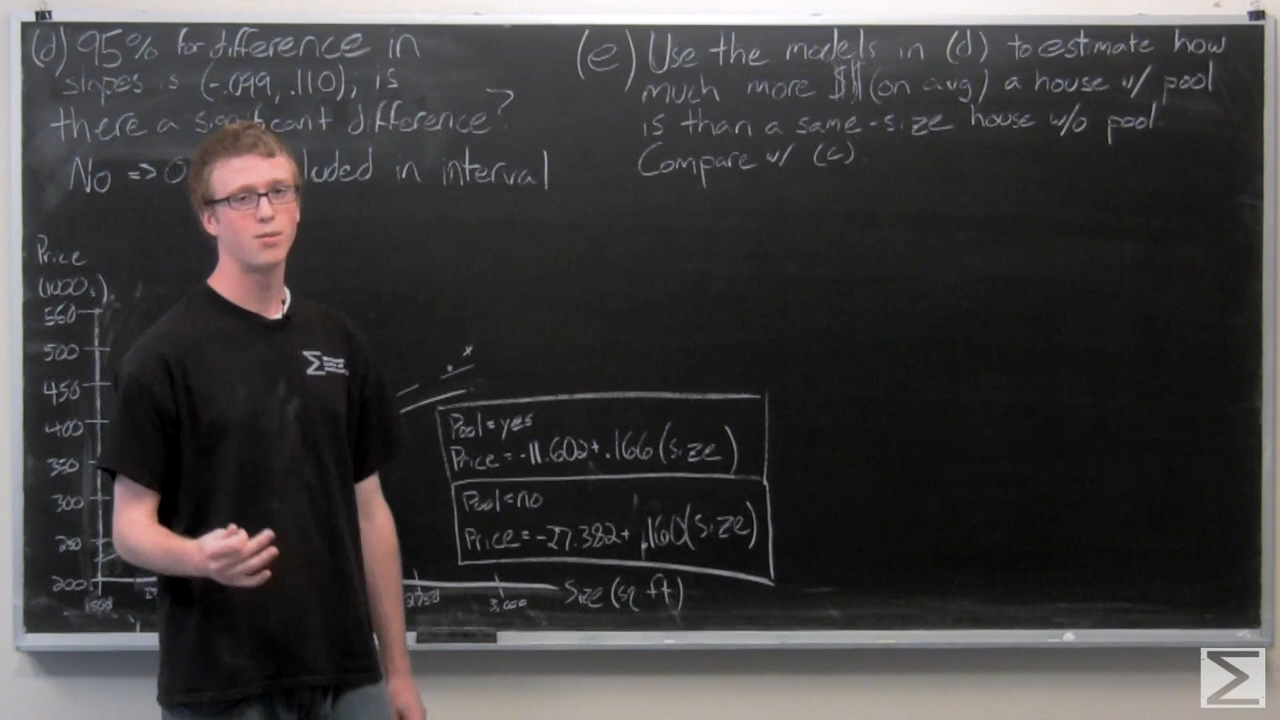 (d) 95% for difference in
slopes is (-.099, .110), is
there a significant difference?
No => 0 luded in interval
(e) Use the models in (d) to estimate how
much more $$ (on avg) a house w/ pool
is than a same-size house w/o pool.
Compare w/ (c)
Price
(1000s)
550
500
450
400
350
300
250
200
1500
2750
3,000
Size (sq ft)
Pool=yes
Price = -11.602 + .166 (size)
Pool=no
Price = -27.382 + .160 (size)
Σ
Σ